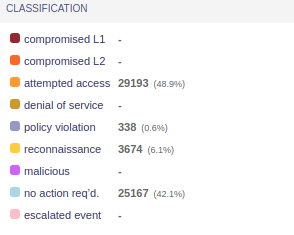 CLASSIFICATION
compromised L1 -
compromised L2 -
attempted access 29193 (48.9%)
denial of service -
policy violation 338 (0.6%)
reconnaissance 3674 (6.1%)
malicious -
no action req'd. 25167 (42.1%)
escalated event -